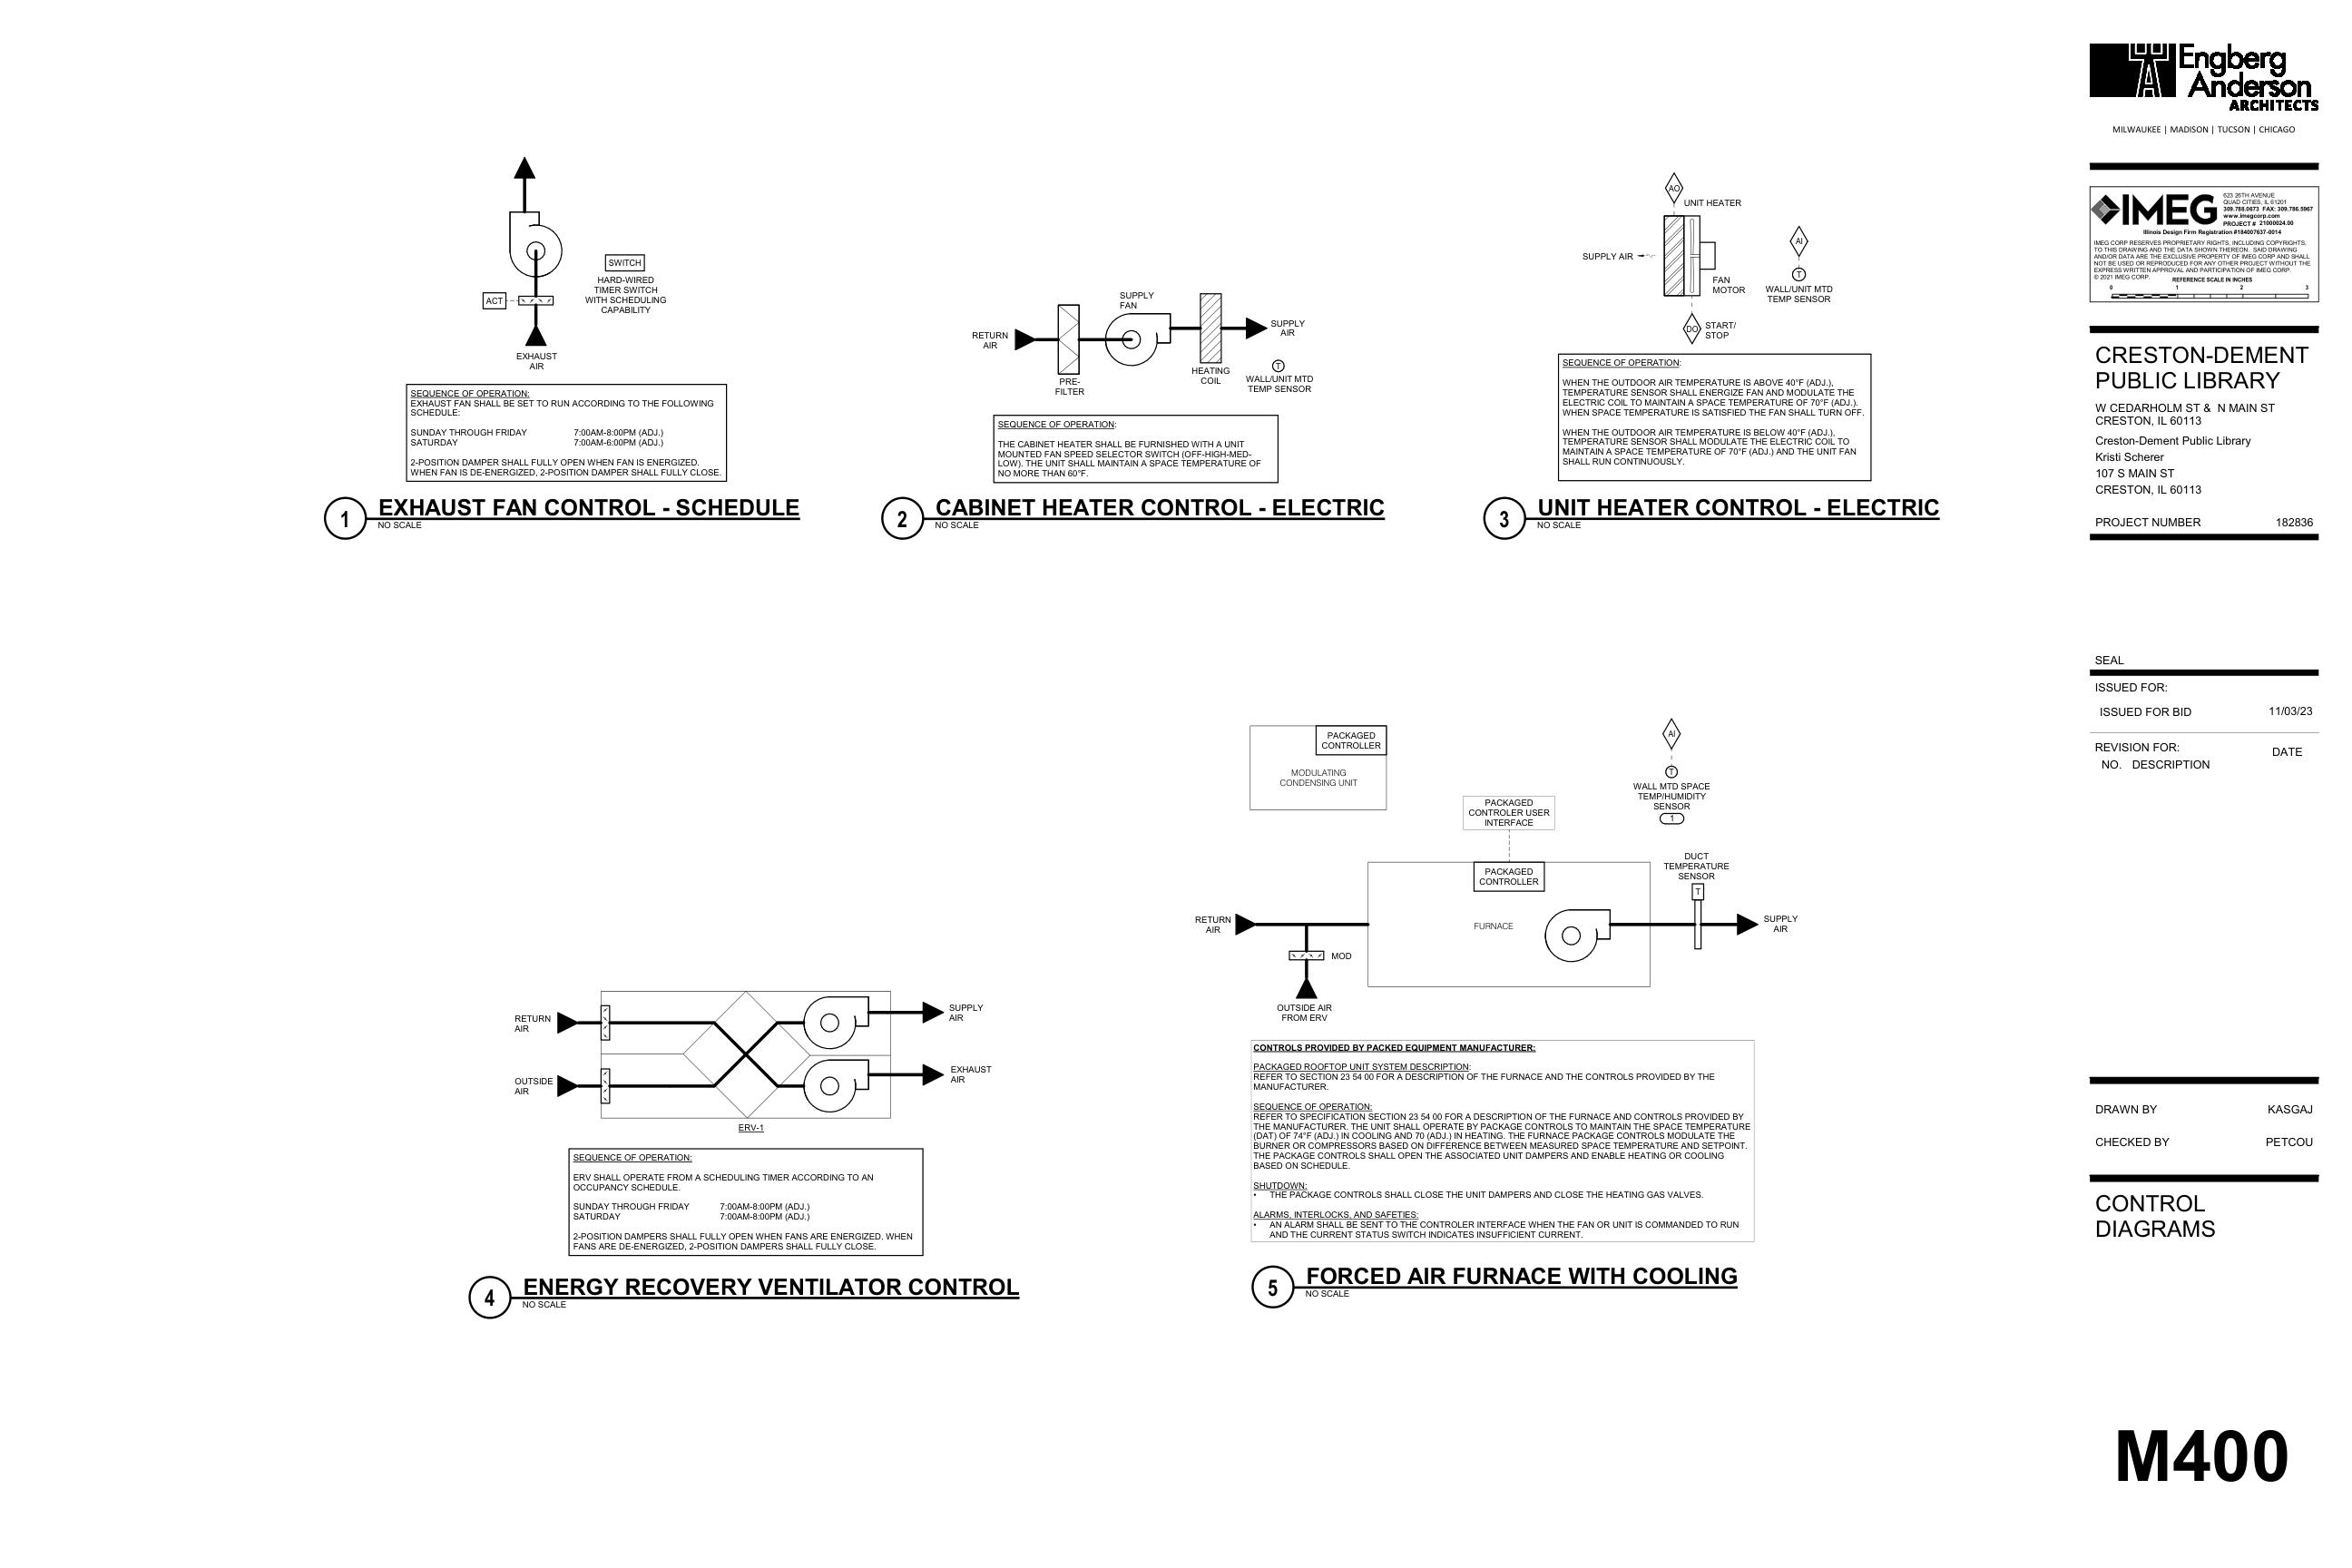 Engberg
Anderson
ARCHITECTS
MILWAUKEE | MADISON | TUCSON | CHICAGO
IMEG
623 26TH AVENUE
QUAD CITIES, IL 61201
309.788.0673 FAX: 309.786.5967
www.imegcorp.com
PROJECT # 21000024.00
Illinois Design Firm Registration #184007637-0014
IMEG CORP RESERVES PROPRIETARY RIGHTS, INCLUDING COPYRIGHTS,
TO THIS DRAWING AND THE DATA SHOWN THEREON. SAID DRAWING
AND/OR DATA ARE THE EXCLUSIVE PROPERTY OF IMEG CORP AND SHALL
NOT BE USED OR REPRODUCED FOR ANY OTHER PROJECT WITHOUT THE
EXPRESS WRITTEN APPROVAL AND PARTICIPATION OF IMEG CORP.
© 2021 IMEG CORP.
REFERENCE SCALE IN INCHES
0 1 2 3
CRESTON-DEMENT
PUBLIC LIBRARY
W CEDARHOLM ST & N MAIN ST
CRESTON, IL 60113
Creston-Dement Public Library
Kristi Scherer
107 S MAIN ST
CRESTON, IL 60113
PROJECT NUMBER 182836
SEAL
ISSUED FOR:
ISSUED FOR BID 11/03/23
REVISION FOR:
DATE
NO. DESCRIPTION
DRAWN BY KASGAJ
CHECKED BY PETCOU
CONTROL
DIAGRAMS
M400
SWITCH
HARD-WIRED
TIMER SWITCH
WITH SCHEDULING
CAPABILITY
ACT
EXHAUST
AIR
SEQUENCE OF OPERATION:
EXHAUST FAN SHALL BE SET TO RUN ACCORDING TO THE FOLLOWING
SCHEDULE:
SUNDAY THROUGH FRIDAY 7:00AM-8:00PM (ADJ.)
SATURDAY 7:00AM-6:00PM (ADJ.)
2-POSITION DAMPER SHALL FULLY OPEN WHEN FAN IS ENERGIZED.
WHEN FAN IS DE-ENERGIZED, 2-POSITION DAMPER SHALL FULLY CLOSE.
1 EXHAUST FAN CONTROL - SCHEDULE
NO SCALE
SUPPLY
FAN
RETURN
AIR
SUPPLY
AIR
PRE-
FILTER
HEATING
COIL
T
WALL/UNIT MTD
TEMP SENSOR
SEQUENCE OF OPERATION:
THE CABINET HEATER SHALL BE FURNISHED WITH A UNIT
MOUNTED FAN SPEED SELECTOR SWITCH (OFF-HIGH-MED-
LOW). THE UNIT SHALL MAINTAIN A SPACE TEMPERATURE OF
NO MORE THAN 60°F.
2 CABINET HEATER CONTROL - ELECTRIC
NO SCALE
AO
UNIT HEATER
SUPPLY AIR
AI
T
WALL/UNIT MTD
TEMP SENSOR
FAN
MOTOR
DO
START/
STOP
SEQUENCE OF OPERATION:
WHEN THE OUTDOOR AIR TEMPERATURE IS ABOVE 40°F (ADJ.),
TEMPERATURE SENSOR SHALL ENERGIZE FAN AND MODULATE THE
ELECTRIC COIL TO MAINTAIN A SPACE TEMPERATURE OF 70°F (ADJ.).
WHEN SPACE TEMPERATURE IS SATISFIED THE FAN SHALL TURN OFF.
WHEN THE OUTDOOR AIR TEMPERATURE IS BELOW 40°F (ADJ.),
TEMPERATURE SENSOR SHALL MODULATE THE ELECTRIC COIL TO
MAINTAIN A SPACE TEMPERATURE OF 70°F (ADJ.) AND THE UNIT FAN
SHALL RUN CONTINUOUSLY.
3 UNIT HEATER CONTROL - ELECTRIC
NO SCALE
RETURN
AIR
SUPPLY
AIR
OUTSIDE
AIR
EXHAUST
AIR
ERV-1
SEQUENCE OF OPERATION:
ERV SHALL OPERATE FROM A SCHEDULING TIMER ACCORDING TO AN
OCCUPANCY SCHEDULE.
SUNDAY THROUGH FRIDAY 7:00AM-8:00PM (ADJ.)
SATURDAY 7:00AM-8:00PM (ADJ.)
2-POSITION DAMPERS SHALL FULLY OPEN WHEN FANS ARE ENERGIZED. WHEN
FANS ARE DE-ENERGIZED, 2-POSITION DAMPERS SHALL FULLY CLOSE.
4 ENERGY RECOVERY VENTILATOR CONTROL
NO SCALE
PACKAGED
CONTROLLER
MODULATING
CONDENSING UNIT
AI
T
WALL MTD SPACE
TEMP/HUMIDITY
SENSOR
1
PACKAGED
CONTROLER USER
INTERFACE
PACKAGED
CONTROLLER
DUCT
TEMPERATURE
SENSOR
T
RETURN
AIR
FURNACE
SUPPLY
AIR
MOD
OUTSIDE AIR
FROM ERV
CONTROLS PROVIDED BY PACKED EQUIPMENT MANUFACTURER:
PACKAGED ROOFTOP UNIT SYSTEM DESCRIPTION:
REFER TO SECTION 23 54 00 FOR A DESCRIPTION OF THE FURNACE AND THE CONTROLS PROVIDED BY THE
MANUFACTURER.
SEQUENCE OF OPERATION:
REFER TO SPECIFICATION SECTION 23 54 00 FOR A DESCRIPTION OF THE FURNACE AND CONTROLS PROVIDED BY
THE MANUFACTURER. THE UNIT SHALL OPERATE BY PACKAGE CONTROLS TO MAINTAIN THE SPACE TEMPERATURE
(DAT) OF 74°F (ADJ.) IN COOLING AND 70 (ADJ.) IN HEATING. THE FURNACE PACKAGE CONTROLS MODULATE THE
BURNER OR COMPRESSORS BASED ON DIFFERENCE BETWEEN MEASURED SPACE TEMPERATURE AND SETPOINT.
THE PACKAGE CONTROLS SHALL OPEN THE ASSOCIATED UNIT DAMPERS AND ENABLE HEATING OR COOLING
BASED ON SCHEDULE.
SHUTDOWN:
• THE PACKAGE CONTROLS SHALL CLOSE THE UNIT DAMPERS AND CLOSE THE HEATING GAS VALVES.
ALARMS, INTERLOCKS, AND SAFETIES:
• AN ALARM SHALL BE SENT TO THE CONTROLER INTERFACE WHEN THE FAN OR UNIT IS COMMANDED TO RUN
AND THE CURRENT STATUS SWITCH INDICATES INSUFFICIENT CURRENT.
5 FORCED AIR FURNACE WITH COOLING
NO SCALE